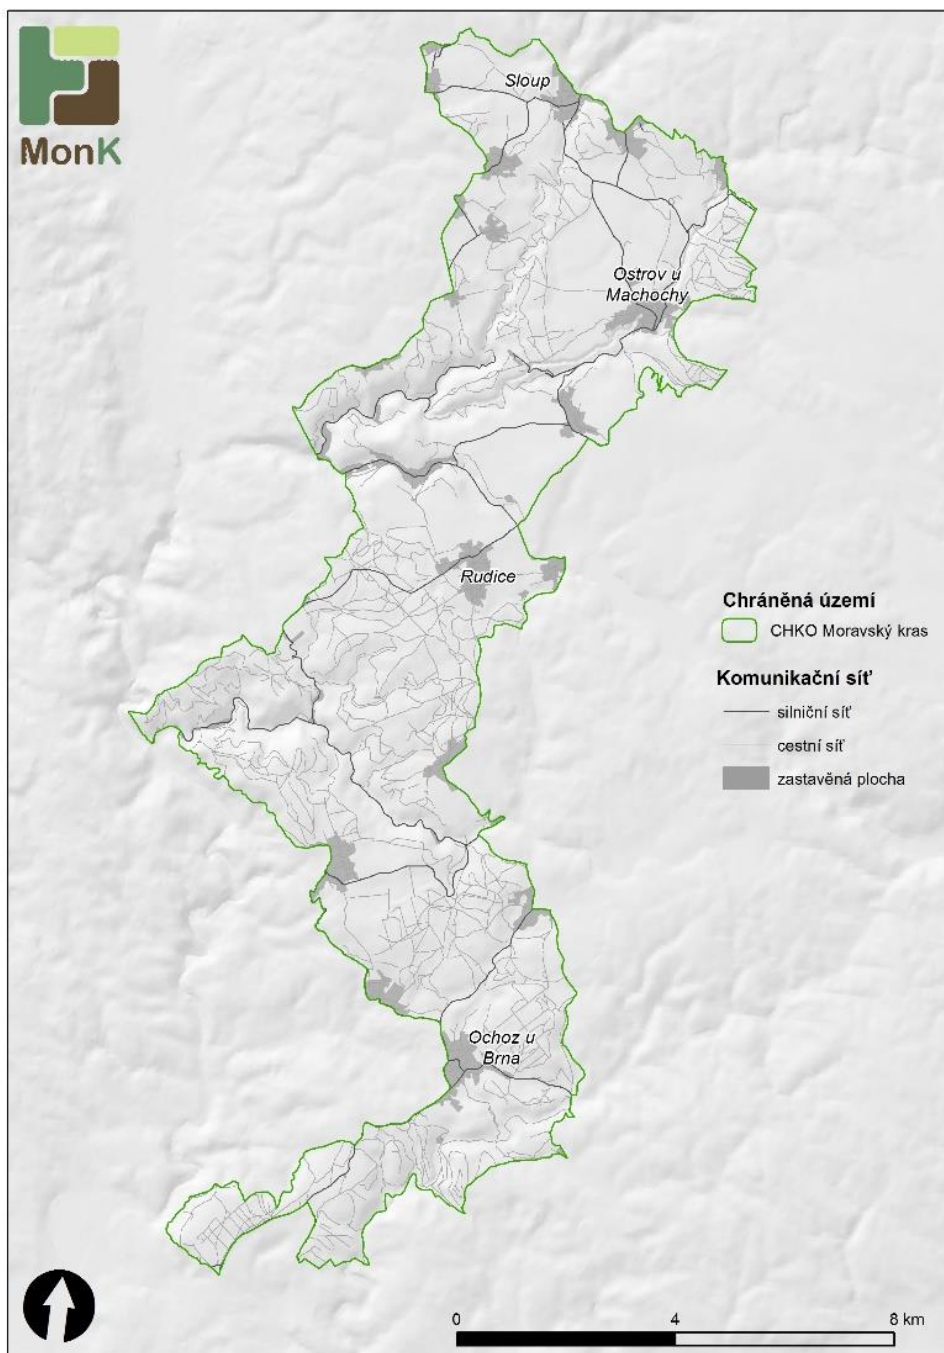 MonK
Sloup
Ostrov u
Machochy
Rudice
Chráněná území
CHKO Moravský kras
Komunikační síť
silniční síť
cestní síť
zastavěná plocha
Ochoz u
Brna
0 4 8 km